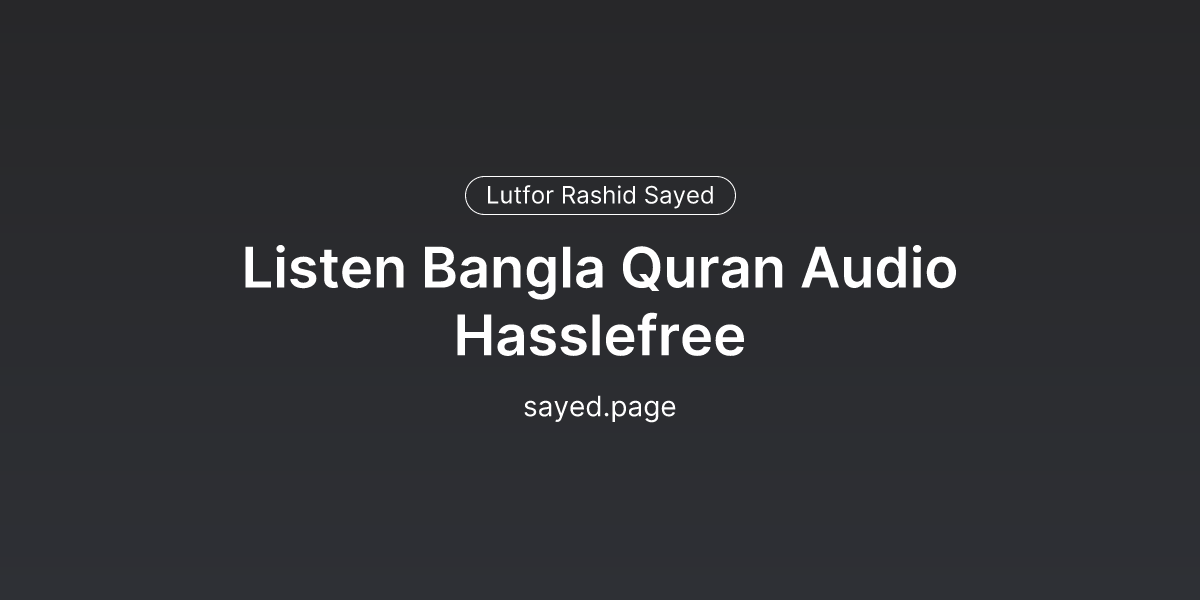 Lutfor Rashid Sayed
Listen Bangla Quran Audio
Hasslefree
sayed.page